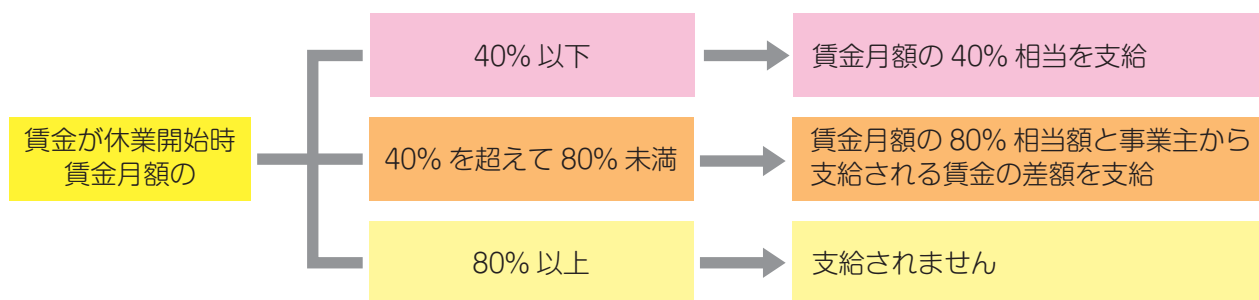 賃金が休業開始時
賃金月額の
40% 以下
賃金月額の 40% 相当を支給
40% を超えて 80% 未満
賃金月額の 80% 相当額と事業主から
支給される賃金の差額を支給
80% 以上
支給されません